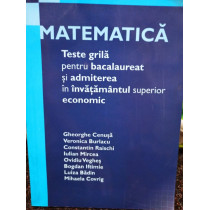 MATEMATICĂ
Teste grilă
pentru bacalaureat
și admiterea
în învățământul superior
economic
Gheorghe Cenușă
Veronica Burlacu
Constantin Raischi
Iulian Mircea
Ovidiu Vegheș
Bogdan Iftimie
Luiza Bădin
Mihaela Covrig